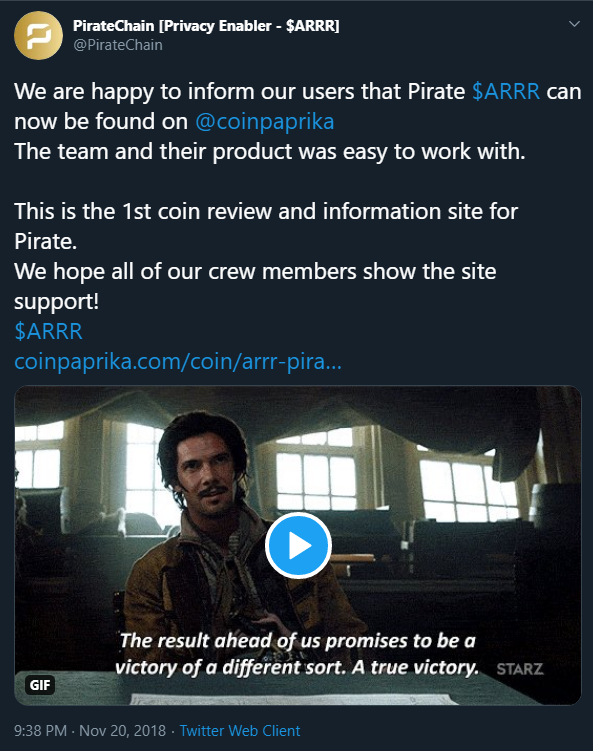 PirateChain [Privacy Enabler - $ARRR]
@PirateChain
We are happy to inform our users that Pirate $ARRR can
now be found on @coinpaprika
The team and their product was easy to work with.
This is the 1st coin review and information site for
Pirate.
We hope all of our crew members show the site
support!
$ARRR
coinpaprika.com/coin/arrr-pira...
The result ahead of us promises to be a
victory of a different sort. A true victory.
STARZ
GIF
9:38 PM · Nov 20, 2018 · Twitter Web Client